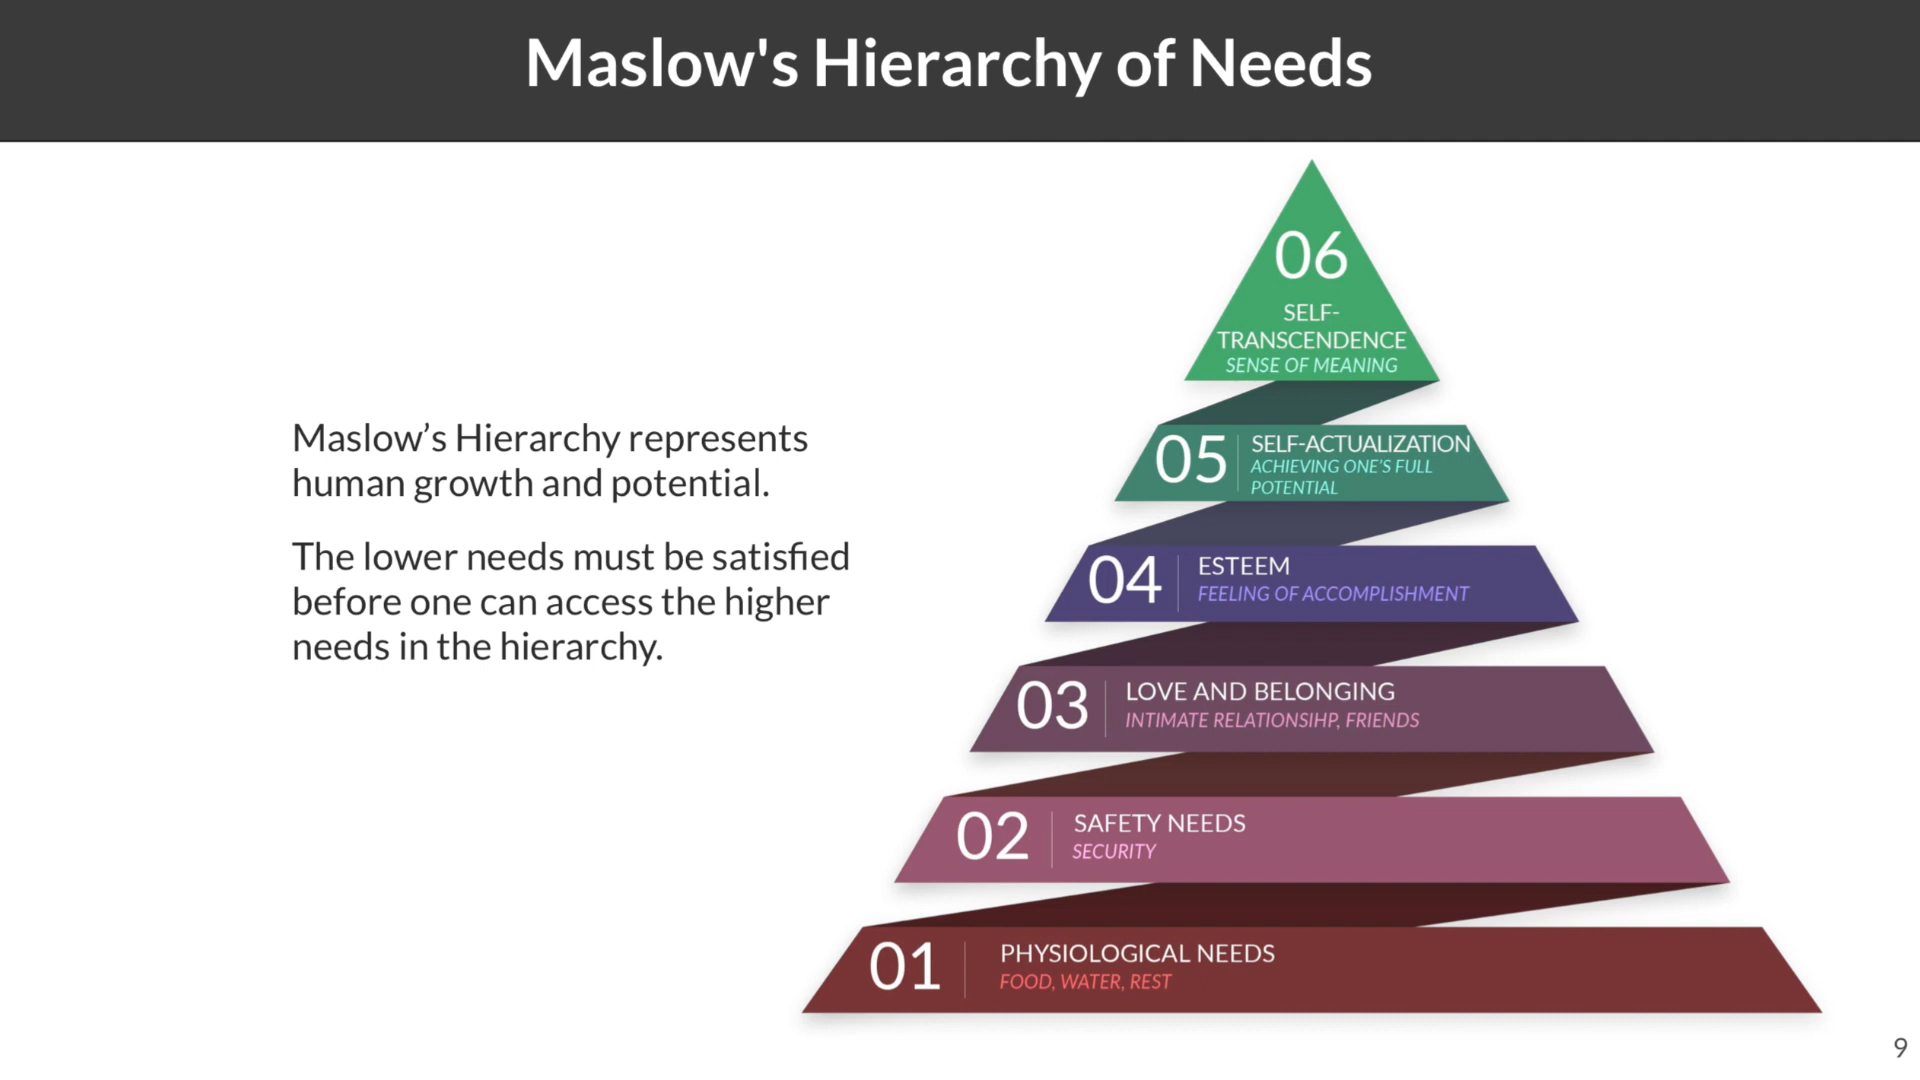 Maslow's Hierarchy of Needs
Maslow’s Hierarchy represents
human growth and potential.
The lower needs must be satisfied
before one can access the higher
needs in the hierarchy.
06
SELF-
TRANSCENDENCE
SENSE OF MEANING
05
SELF-ACTUALIZATION
ACHIEVING ONE'S FULL
POTENTIAL
04
ESTEEM
FEELING OF ACCOMPLISHMENT
03
LOVE AND BELONGING
INTIMATE RELATIONSIHP, FRIENDS
02
SAFETY NEEDS
SECURITY
01
PHYSIOLOGICAL NEEDS
FOOD, WATER, REST
9